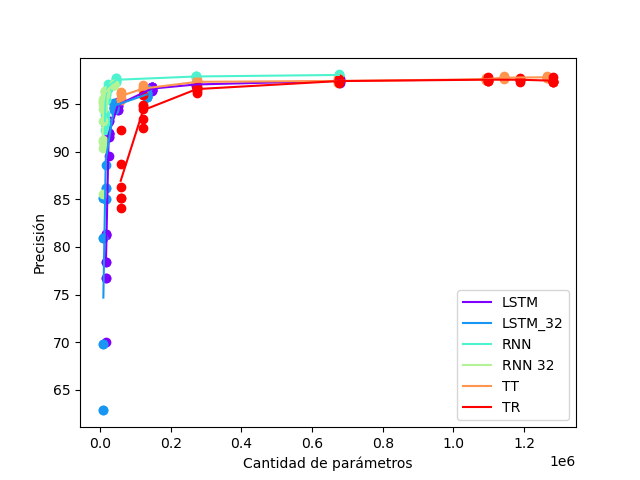 95
90
85
80
75
70
65
Precisión
0.0 0.2 0.4 0.6 0.8 1.0 1.2
1e6
Cantidad de parámetros
LSTM
LSTM_32
RNN
RNN 32
TT
TR